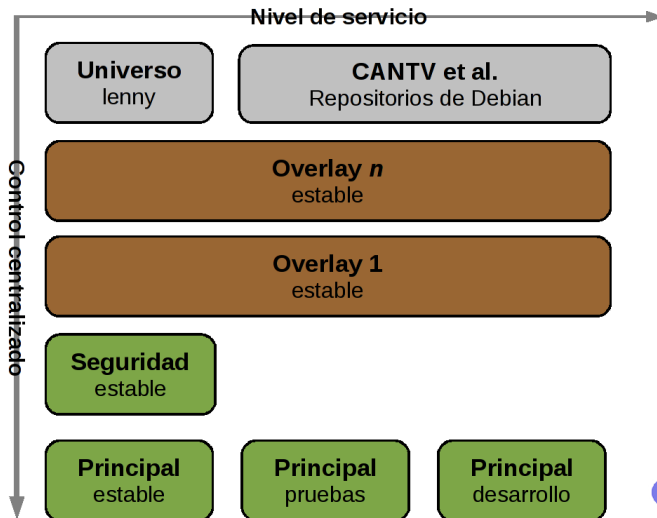 Nivel de servicio
Universo
lenny
CANTV et al.
Repositorios de Debian
Control centralizado
Overlay n
estable
Overlay 1
estable
Seguridad
estable
Principal
estable
Principal
pruebas
Principal
desarrollo